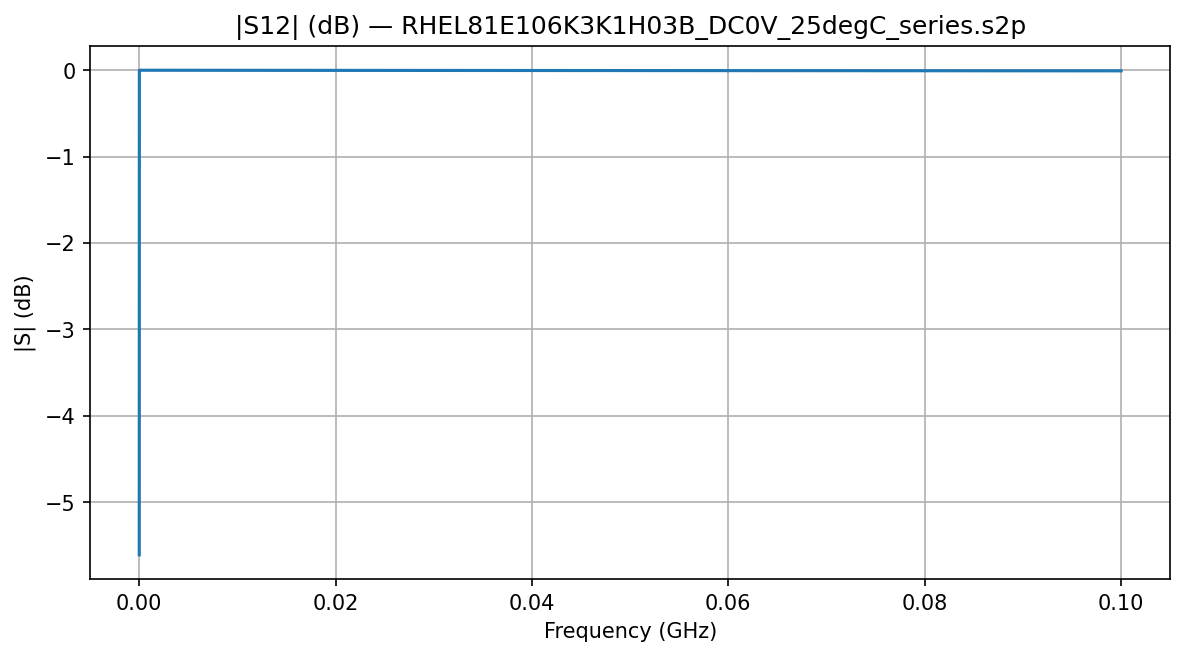 |S12| (dB) — RHEL81E106K3K1H03B_DC0V_25degC_series.s2p
|S| (dB)
0
−1
−2
−3
−4
−5
0.00 0.02 0.04 0.06 0.08 0.10
Frequency (GHz)